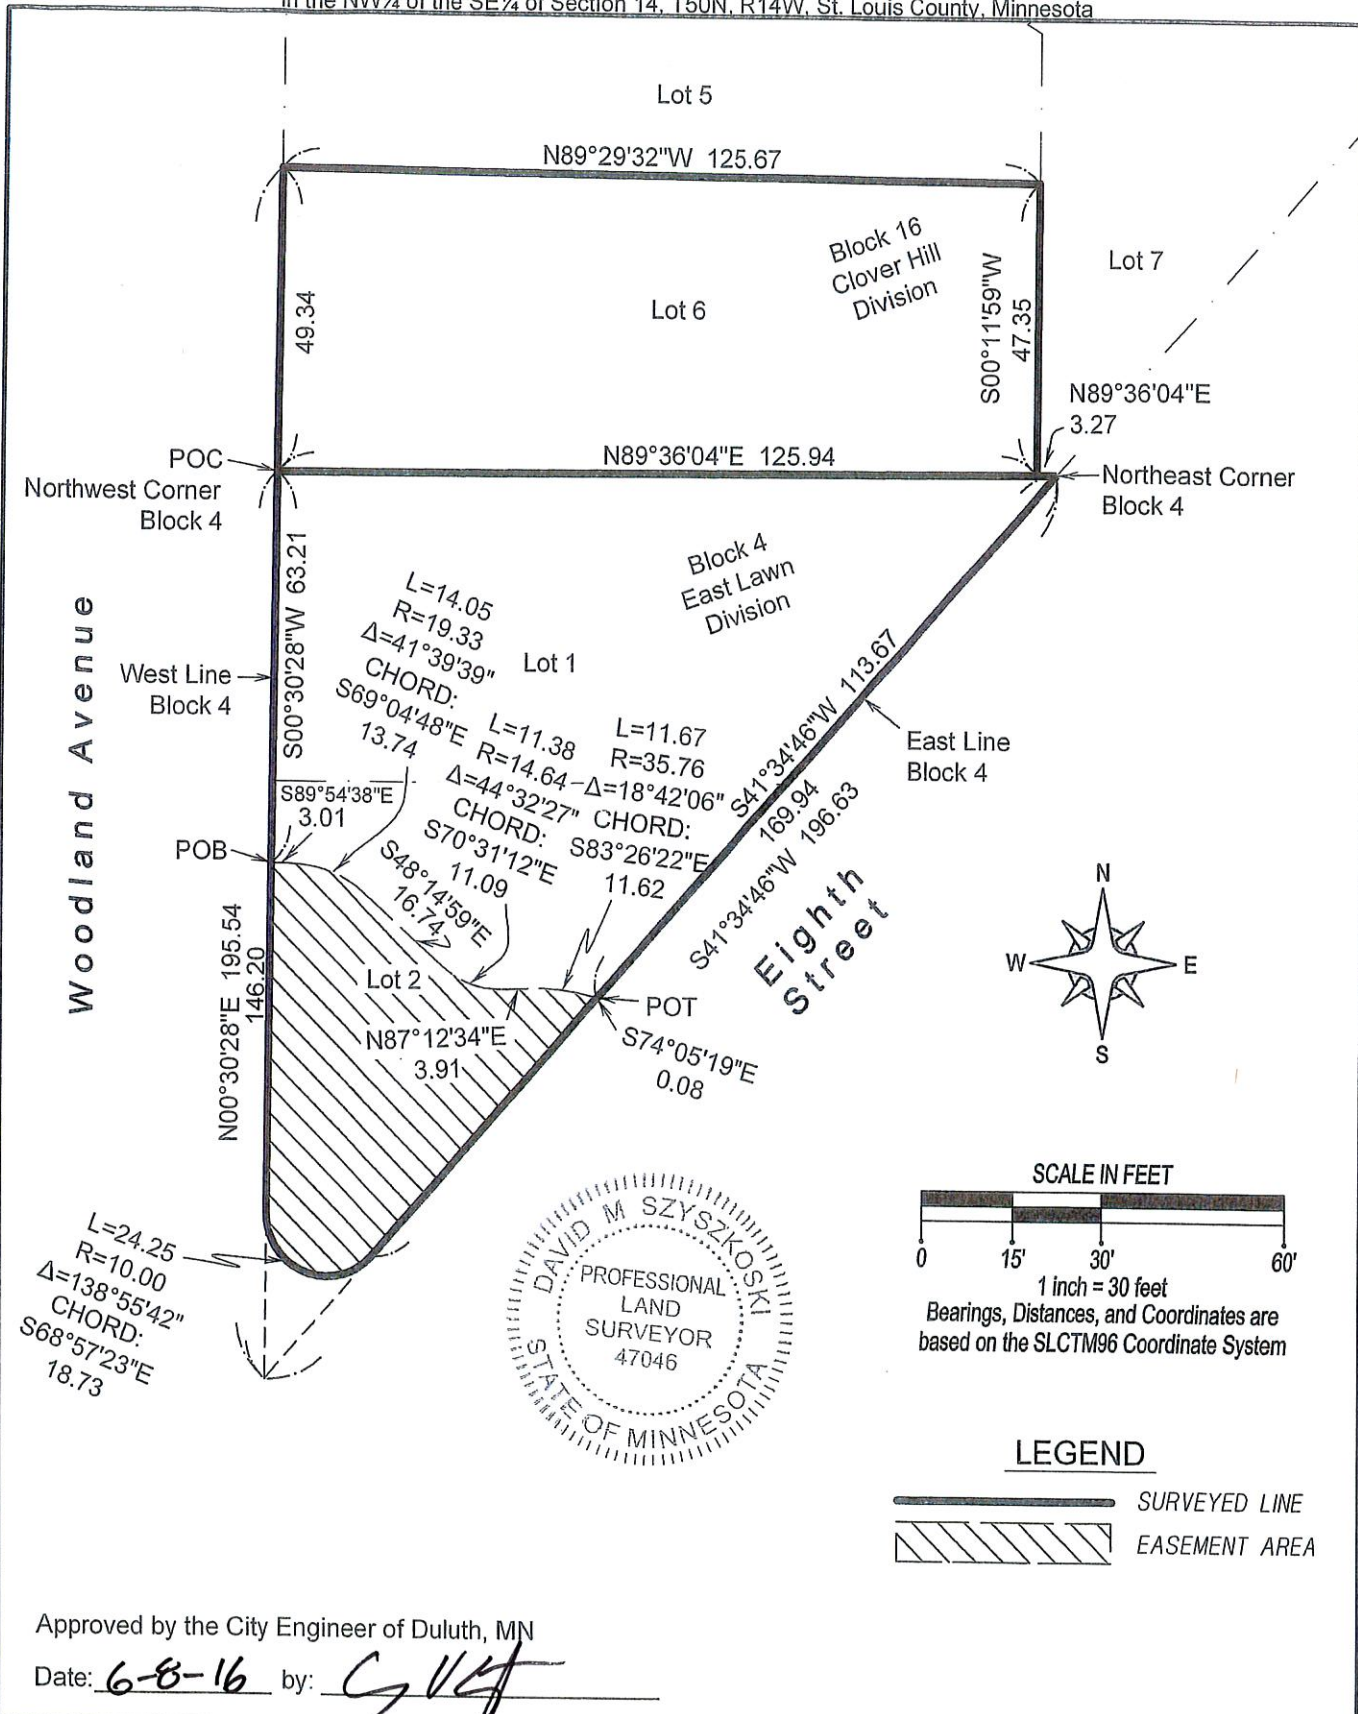 in the NW¼ of the SE¼ of Section 14, T50N, R14W, St. Louis County, Minnesota
Lot 5
N89°29'32"W 125.67
Block 16
Clover Hill
Division
Lot 7
Lot 6
49.34
S00°11'59"W
47.35
N89°36'04"E
3.27
POC
N89°36'04"E 125.94
Northwest Corner
Block 4
Northeast Corner
Block 4
S00°30'28"W 63.21
Block 4
East Lawn
Division
Woodland Avenue
West Line
Block 4
L=14.05
R=19.33
Δ=41°39'39"
CHORD:
S69°04'48"E
13.74
Lot 1
L=11.38
R=14.64
Δ=44°32'27"
CHORD:
S70°31'12"E
11.09
L=11.67
R=35.76
Δ=18°42'06"
CHORD:
S83°26'22"E
11.62
S41°34'46"W 113.67
169.94
S41°34'46"W 196.63
East Line
Block 4
Eighth
Street
S89°54'38"E
3.01
POB
S48°14'59"E
16.74
N00°30'28"E 195.54
146.20
Lot 2
N87°12'34"E
3.91
POT
S74°05'19"E
0.08
N
W
E
S
L=24.25
R=10.00
Δ=138°55'42"
CHORD:
S68°57'23"E
18.73
DAVID M SZYSZKOSKI
PROFESSIONAL
LAND
SURVEYOR
47046
STATE OF MINNESOTA
SCALE IN FEET
0 15' 30' 60'
1 inch = 30 feet
Bearings, Distances, and Coordinates are
based on the SLCTM96 Coordinate System
LEGEND
SURVEYED LINE
EASEMENT AREA
Approved by the City Engineer of Duluth, MN
Date: 6-8-16 by: